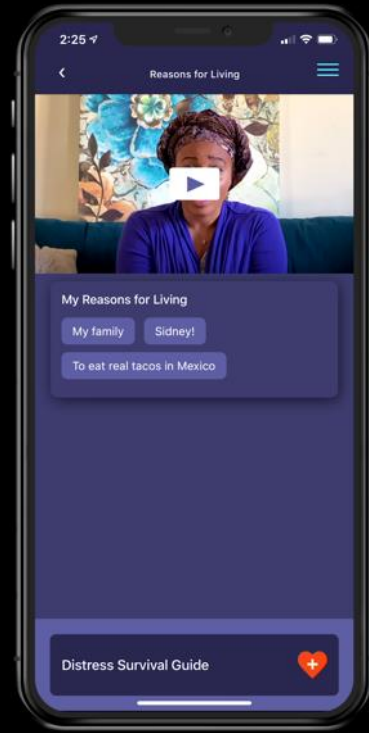 2:25
Reasons for Living
My Reasons for Living
My family
Sidney!
To eat real tacos in Mexico
Distress Survival Guide